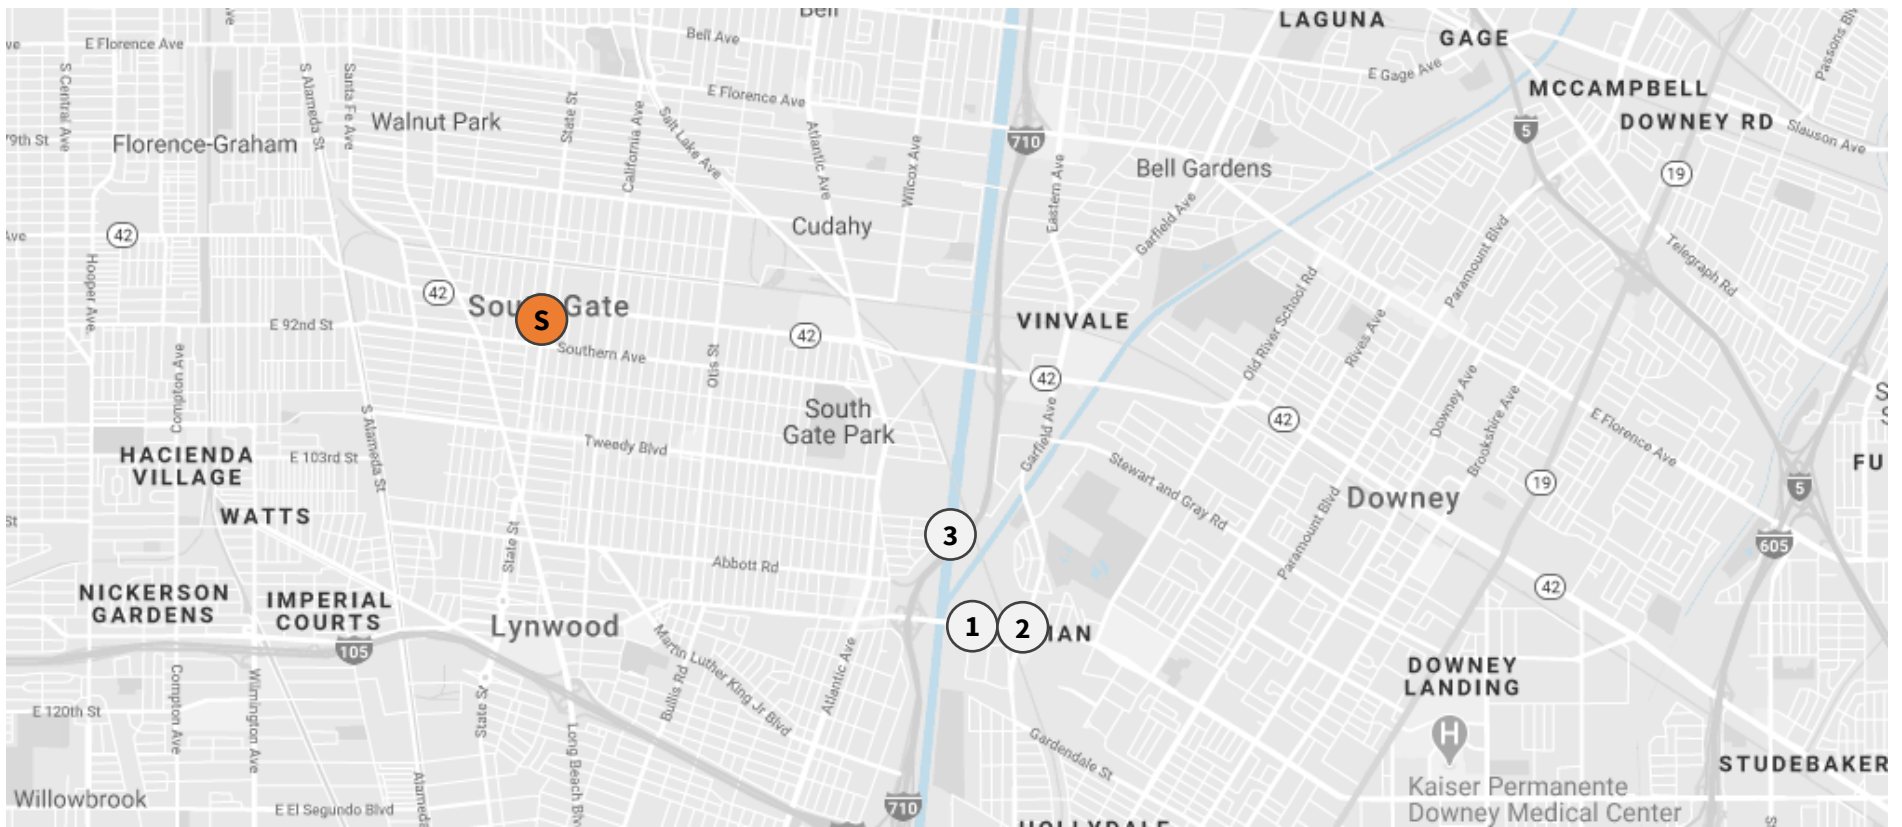 Bell
LAGUNA
GAGE
Bell Ave
E Florence Ave
E Gage Ave
S Central Ave
S Alameda St
Santa Fe Ave
MCCAMPBELL
Walnut Park
State St
California Ave
Salt Lake Ave
E Florence Ave
Atlantic Ave
Wilcox Ave
710
5
DOWNEY RD
Slauson Ave
79th St
Florence-Graham
Eastern Ave
Bell Gardens
19
Garfield Ave
Cudahy
42
Ave
Hooper Ave
Paramount Blvd
Telegraph Rd
42
South Gate
S
E 92nd St
Southern Ave
Otis St
42
VINVALE
Old River School Rd
Rives Ave
Compton Ave
42
42
South
Gate Park
Garfield Ave
Downey Ave
Brookshire Ave
E Florence Ave
S Alameda St
Tweedy Blvd
HACIENDA
VILLAGE
E 103rd St
Stewart and Gray Rd
Paramount Blvd
Downey
19
5
FU
WATTS
St
State St
3
605
Abbott Rd
NICKERSON
GARDENS
IMPERIAL
COURTS
42
Lynwood
1
2
MAN
105
Martin Luther King Jr Blvd
Bullis Rd
Atlantic Ave
DOWNEY
LANDING
Compton Ave
Wilmington Ave
State St
E 120th St
Long Beach Blv
Gardendale St
H
STUDEBAKER
Kaiser Permanente
Downey Medical Center
Willowbrook
E El Segundo Blvd
Alameda
710
HOLLYDALE